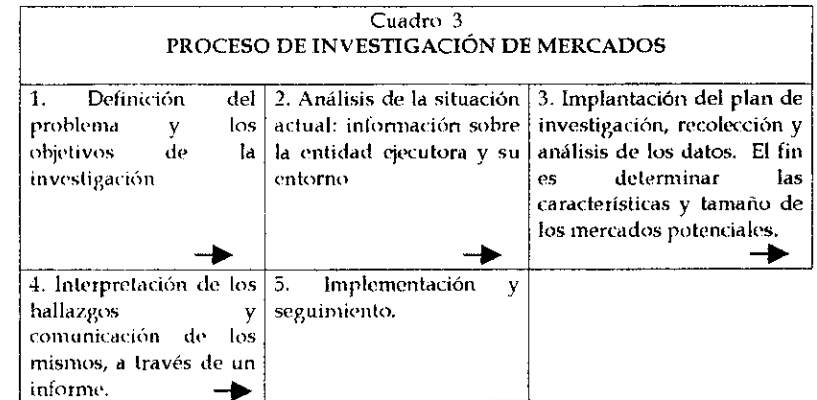 Cuadro 3
PROCESO DE INVESTIGACIÓN DE MERCADOS
1. Definición del
problema y los
objetivos de la
investigación
2. Análisis de la situación
actual: información sobre
la entidad ejecutora y su
entorno
3. Implantación del plan de
investigación, recolección y
análisis de los datos. El fin
es determinar las
características y tamaño de
los mercados potenciales.
4. Interpretación de los
hallazgos y
comunicación de los
mismos, a través de un
informe.
5. Implementación y
seguimiento.